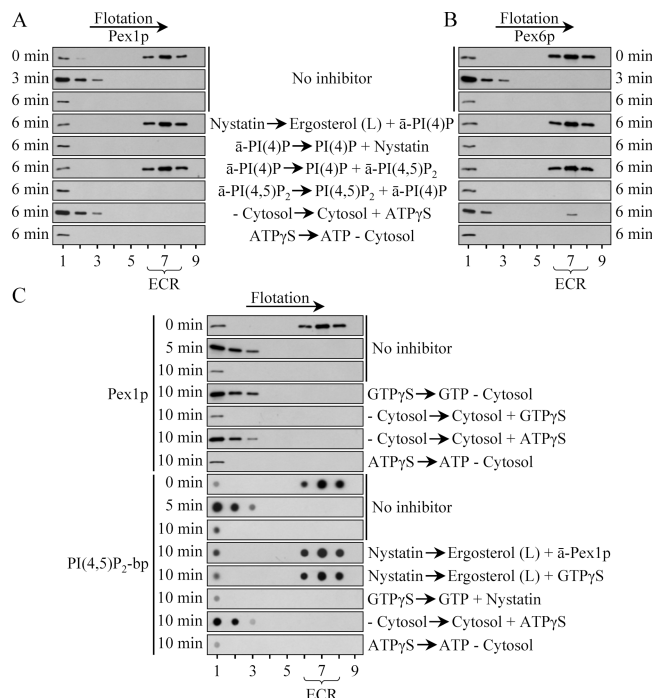 A
Flotation
Pex1p
B
Flotation
Pex6p
0 min
3 min
6 min
6 min
6 min
6 min
6 min
6 min
6 min
No inhibitor
Nystatin→Ergosterol (L) + ā-PI(4)P
ā-PI(4)P→PI(4)P + Nystatin
ā-PI(4)P→PI(4)P + ā-PI(4,5)P₂
ā-PI(4,5)P₂→PI(4,5)P₂ + ā-PI(4)P
- Cytosol→Cytosol + ATPγS
ATPγS→ATP - Cytosol
0 min
3 min
6 min
6 min
6 min
6 min
6 min
6 min
6 min
1 3 5 7 9
ECR
1 3 5 7 9
ECR
C
Flotation
Pex1p
0 min
5 min
No inhibitor
10 min
10 min GTPγS→GTP - Cytosol
10 min - Cytosol→Cytosol + GTPγS
10 min - Cytosol→Cytosol + ATPγS
10 min ATPγS→ATP - Cytosol
PI(4,5)P₂-bp
0 min
5 min
No inhibitor
10 min
10 min Nystatin→Ergosterol (L) + ā-Pex1p
10 min Nystatin→Ergosterol (L) + GTPγS
10 min GTPγS→GTP + Nystatin
10 min - Cytosol→Cytosol + ATPγS
10 min ATPγS→ATP - Cytosol
1 3 5 7 9
ECR